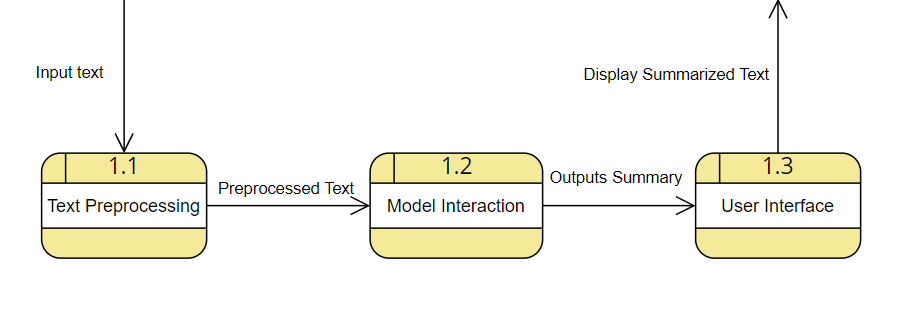 Input text
Display Summarized Text
1.1
1.2
1.3
Preprocessed Text
Outputs Summary
Text Preprocessing
Model Interaction
User Interface